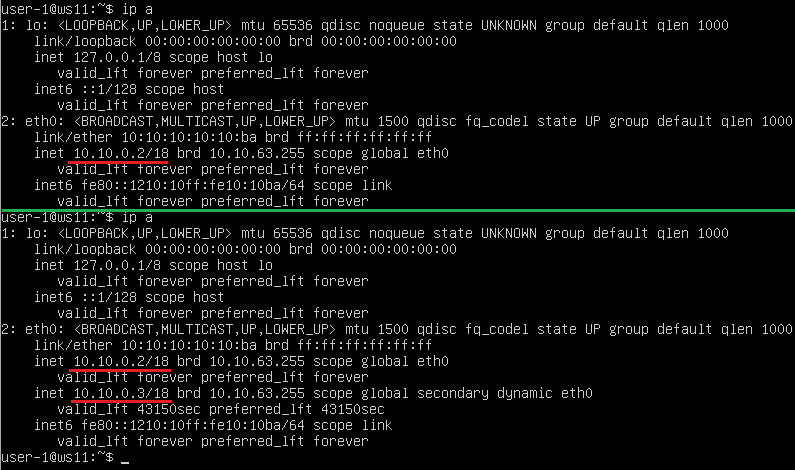 user-1@ws11:~$ ip a
1: lo: <LOOPBACK,UP,LOWER_UP> mtu 65536 qdisc noqueue state UNKNOWN group default qlen 1000
    link/loopback 00:00:00:00:00:00 brd 00:00:00:00:00:00
    inet 127.0.0.1/8 scope host lo
       valid_lft forever preferred_lft forever
    inet6 ::1/128 scope host
       valid_lft forever preferred_lft forever
2: eth0: <BROADCAST,MULTICAST,UP,LOWER_UP> mtu 1500 qdisc fq_codel state UP group default qlen 1000
    link/ether 10:10:10:10:10:ba brd ff:ff:ff:ff:ff:ff
    inet 10.10.0.2/18 brd 10.10.63.255 scope global eth0
       valid_lft forever preferred_lft forever
    inet6 fe80::1210:10ff:fe10:10ba/64 scope link
       valid_lft forever preferred_lft forever
user-1@ws11:~$ ip a
1: lo: <LOOPBACK,UP,LOWER_UP> mtu 65536 qdisc noqueue state UNKNOWN group default qlen 1000
    link/loopback 00:00:00:00:00:00 brd 00:00:00:00:00:00
    inet 127.0.0.1/8 scope host lo
       valid_lft forever preferred_lft forever
    inet6 ::1/128 scope host
       valid_lft forever preferred_lft forever
2: eth0: <BROADCAST,MULTICAST,UP,LOWER_UP> mtu 1500 qdisc fq_codel state UP group default qlen 1000
    link/ether 10:10:10:10:10:ba brd ff:ff:ff:ff:ff:ff
    inet 10.10.0.2/18 brd 10.10.63.255 scope global eth0
       valid_lft forever preferred_lft forever
    inet 10.10.0.3/18 brd 10.10.63.255 scope global secondary dynamic eth0
       valid_lft 43150sec preferred_lft 43150sec
    inet6 fe80::1210:10ff:fe10:10ba/64 scope link
       valid_lft forever preferred_lft forever
user-1@ws11:~$ _